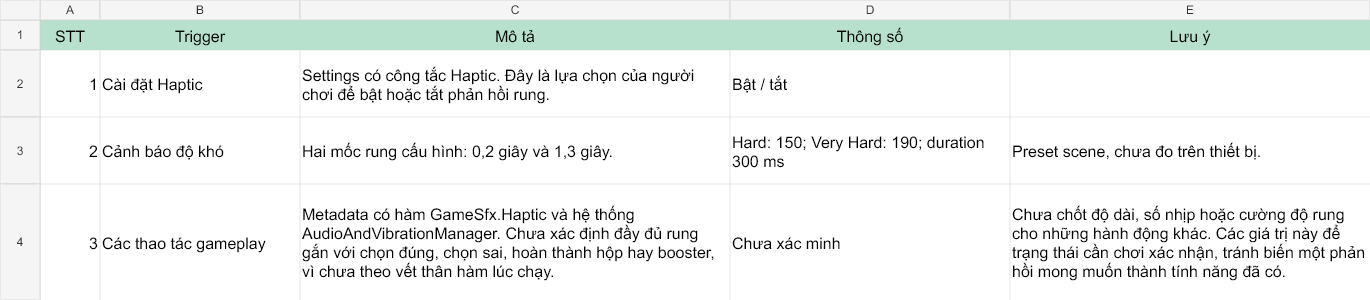 A B C D E
1 STT Trigger Mô tả Thông số Lưu ý
2 1 Cài đặt Haptic
Settings có công tắc Haptic. Đây là lựa chọn của người
chơi để bật hoặc tắt phản hồi rung.
Bật / tắt
3 2 Cảnh báo độ khó
Hai mốc rung cấu hình: 0,2 giây và 1,3 giây.
Hard: 150; Very Hard: 190; duration
300 ms
Preset scene, chưa đo trên thiết bị.
4 3 Các thao tác gameplay
Metadata có hàm GameSfx.Haptic và hệ thống
AudioAndVibrationManager. Chưa xác định đầy đủ rung
gắn với chọn đúng, chọn sai, hoàn thành hộp hay booster,
vì chưa theo vết thân hàm lúc chạy.
Chưa xác minh
Chưa chốt độ dài, số nhịp hoặc cường độ rung
cho những hành động khác. Các giá trị này để
trạng thái cần chơi xác nhận, tránh biến một phản
hồi mong muốn thành tính năng đã có.